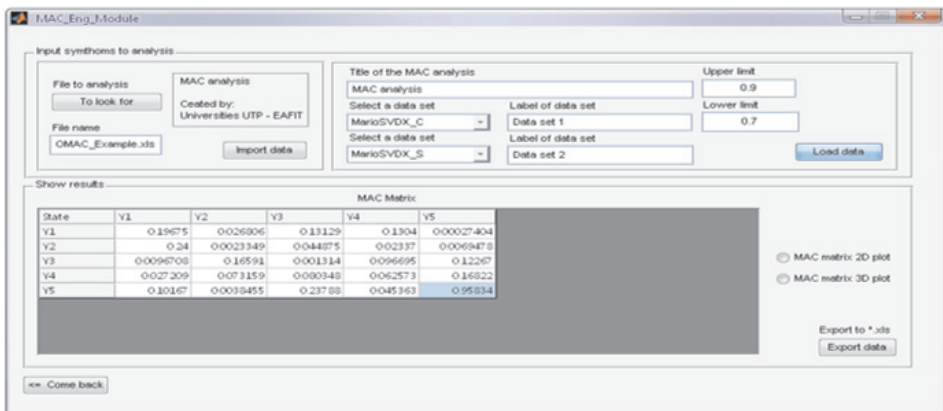 MAC_Eng_Module
Input symthoms to analysis
File to analysis
To look for
File name
OMAC_Example.xls
MAC analysis
Ceated by:
Universities UTP - EAFIT
Import data
Title of the MAC analysis
MAC analysis
Select a data set
Label of data set
MarioSVDX_C
Data set 1
Select a data set
Label of data set
MarioSVDX_S
Data set 2
Upper limit
0.9
Lower limit
0.7
Load data
Show results
MAC Matrix
State Y1 Y2 Y3 Y4 Y5
Y1 0.19675 0.026806 0.13129 0.1304 0.00027404
Y2 0.24 0.0023349 0.044875 0.02337 0.0069478
Y3 0.0096708 0.16591 0.001314 0.096695 0.12267
Y4 0.027209 0.073159 0.080348 0.062573 0.16822
Y5 0.10167 0.0038455 0.23788 0.045363 0.95834
MAC matrix 2D plot
MAC matrix 3D plot
Export to *.xls
Export data
<= Come back